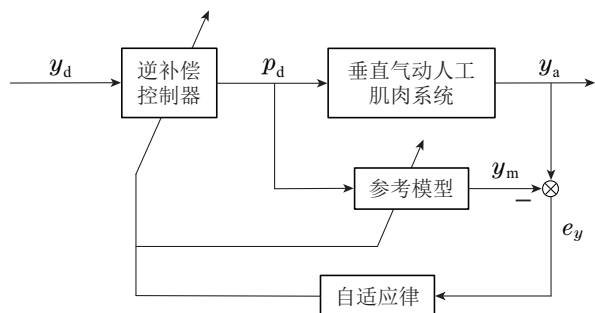 y_d
逆补偿
控制器
p_d
垂直气动人工
肌肉系统
y_a
参考模型
y_m
−
e_y
自适应律